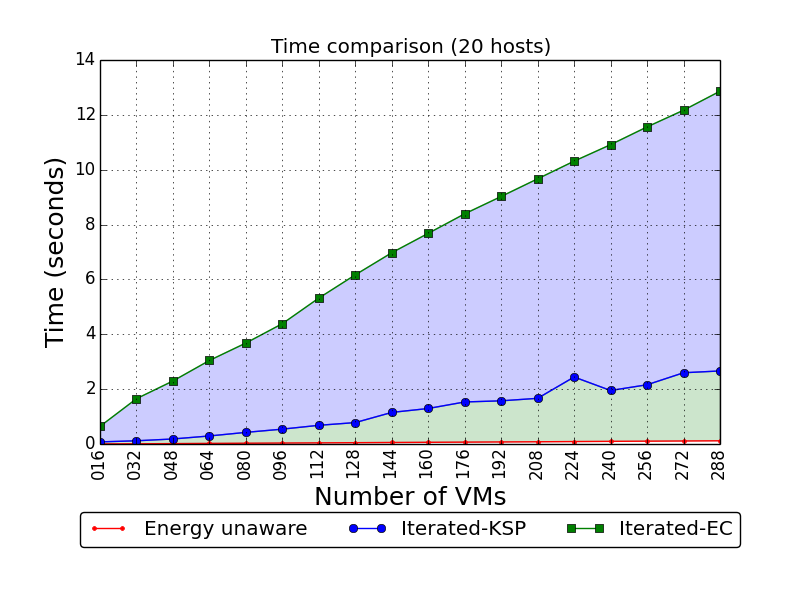 Time comparison (20 hosts)
14
12
10
8
6
4
2
0
Time (seconds)
016 032 048 064 080 096 112 128 144 160 176 192 208 224 240 256 272 288
Number of VMs
Energy unaware Iterated-KSP Iterated-EC